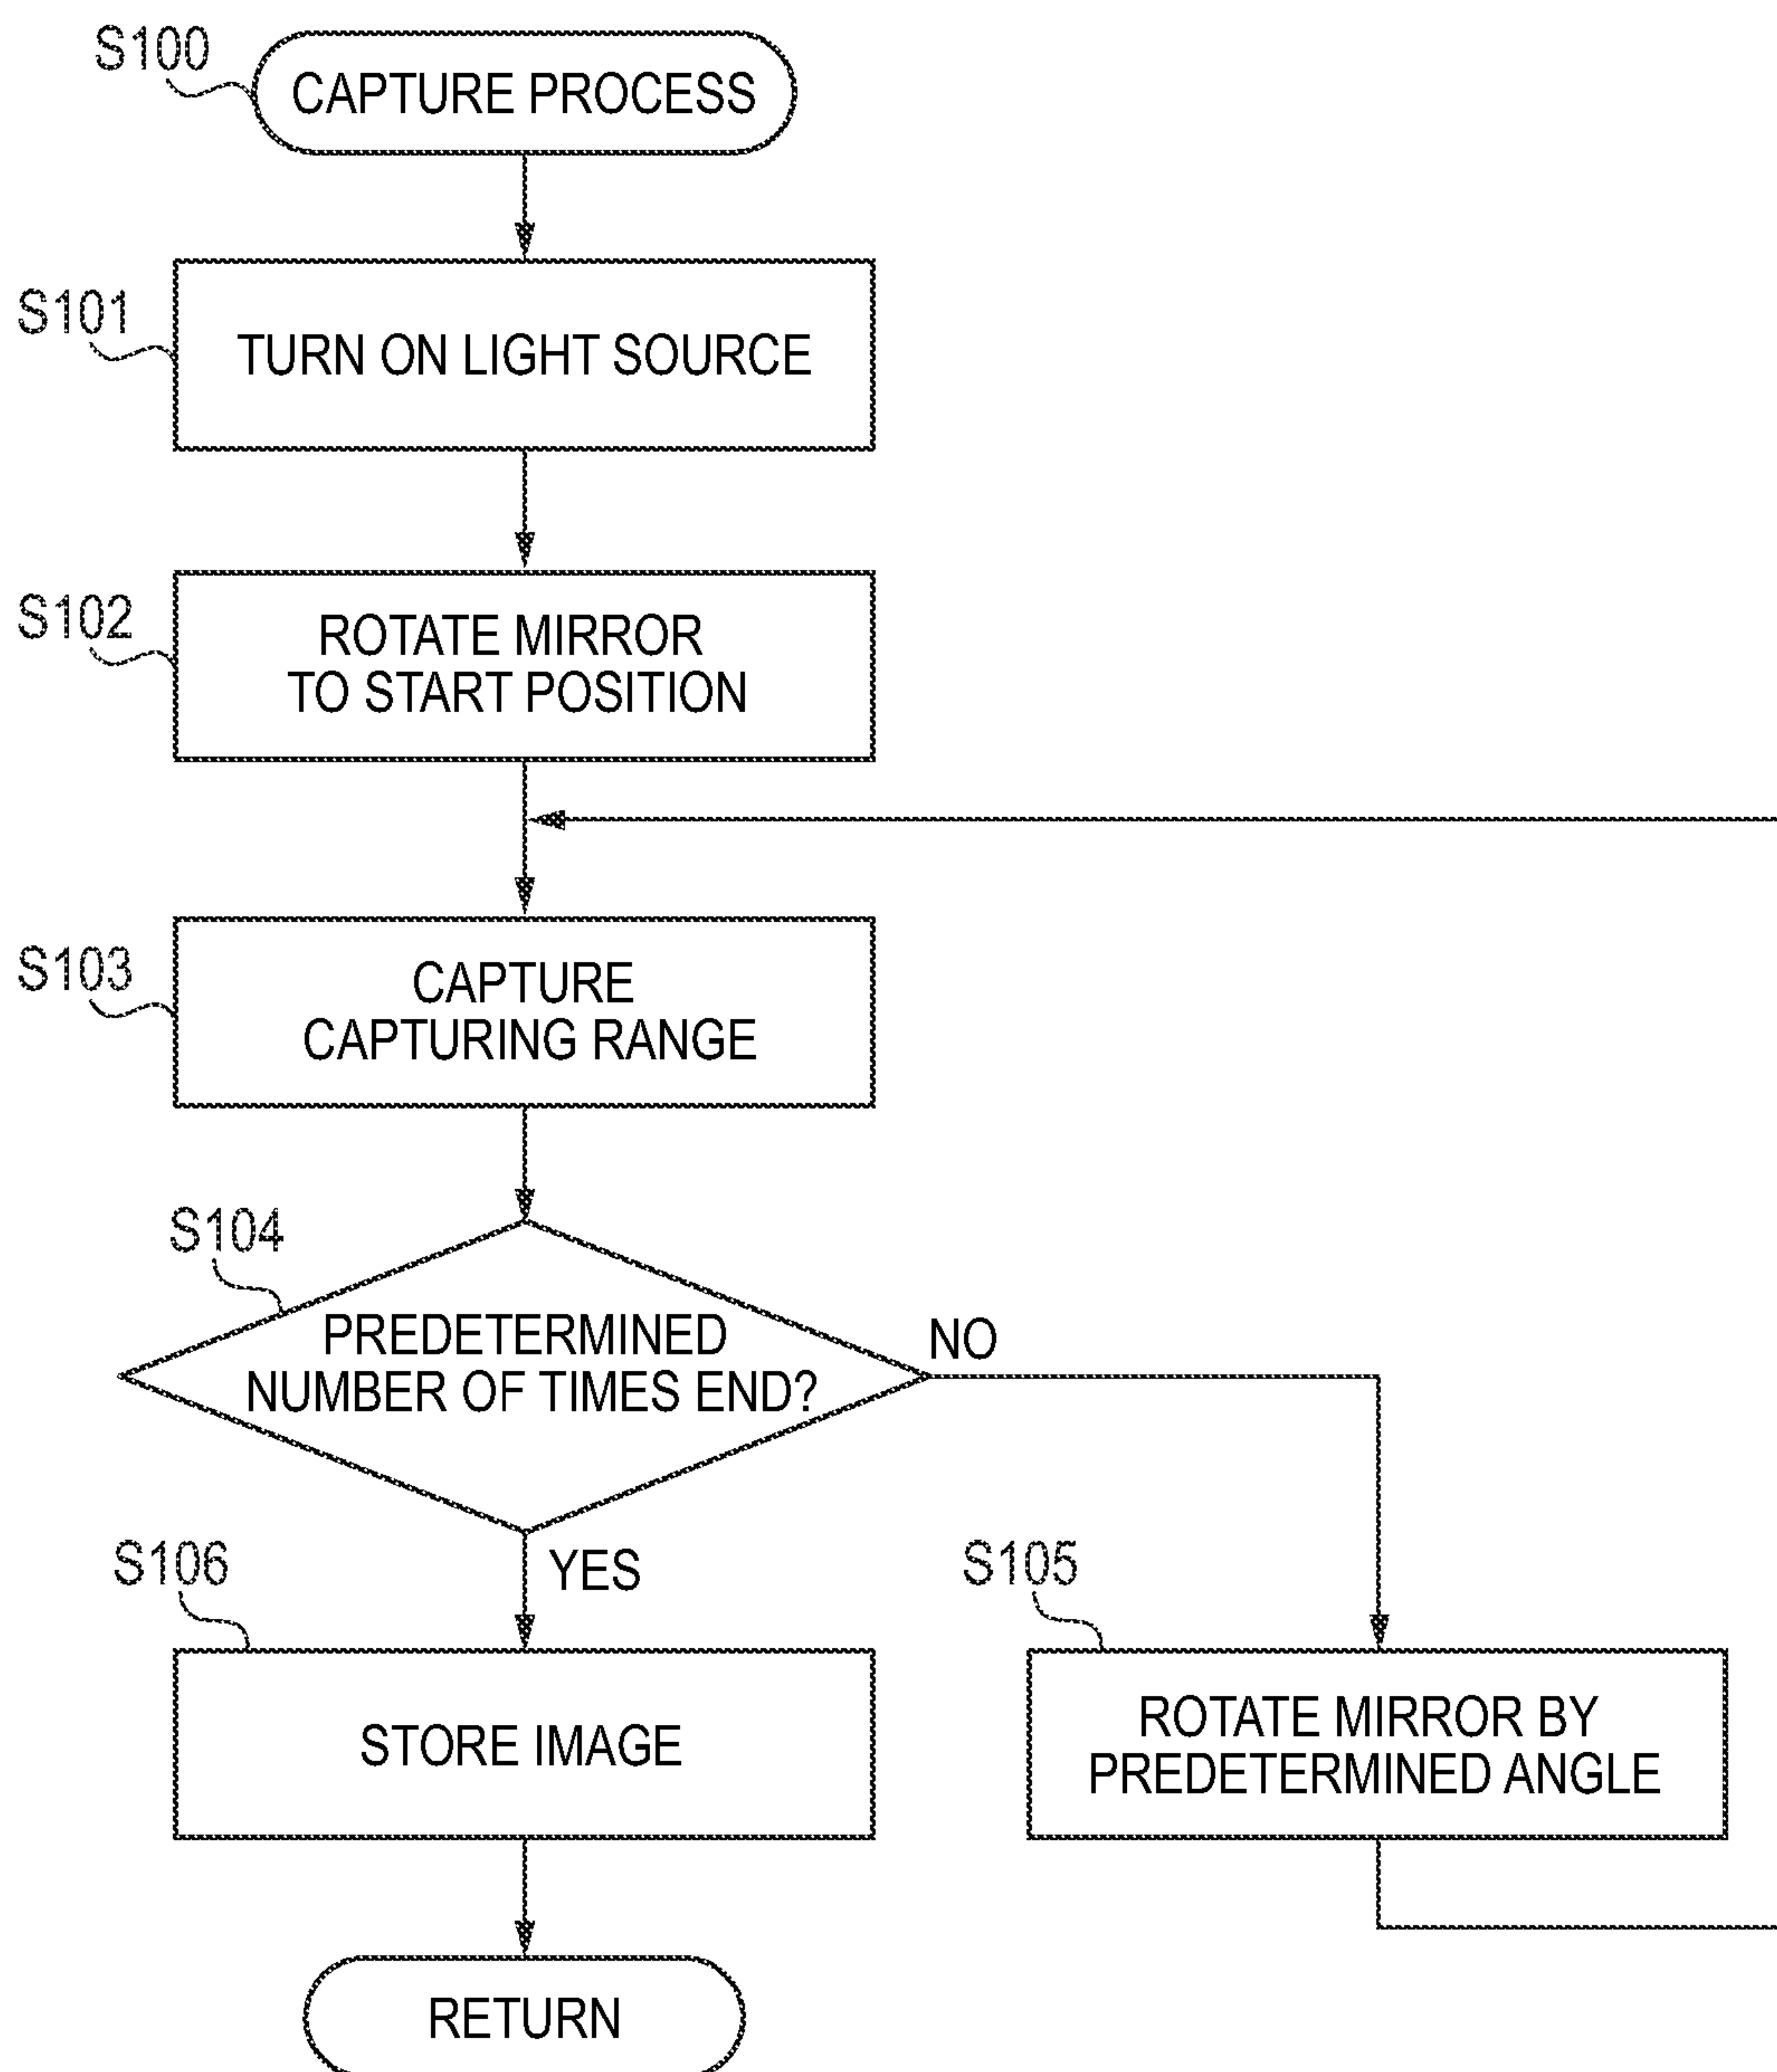 S100
CAPTURE PROCESS
S101
TURN ON LIGHT SOURCE
S102
ROTATE MIRROR
TO START POSITION
S103
CAPTURE
CAPTURING RANGE
S104
PREDETERMINED
NUMBER OF TIMES END?
NO
YES
S106
STORE IMAGE
S105
ROTATE MIRROR BY
PREDETERMINED ANGLE
RETURN